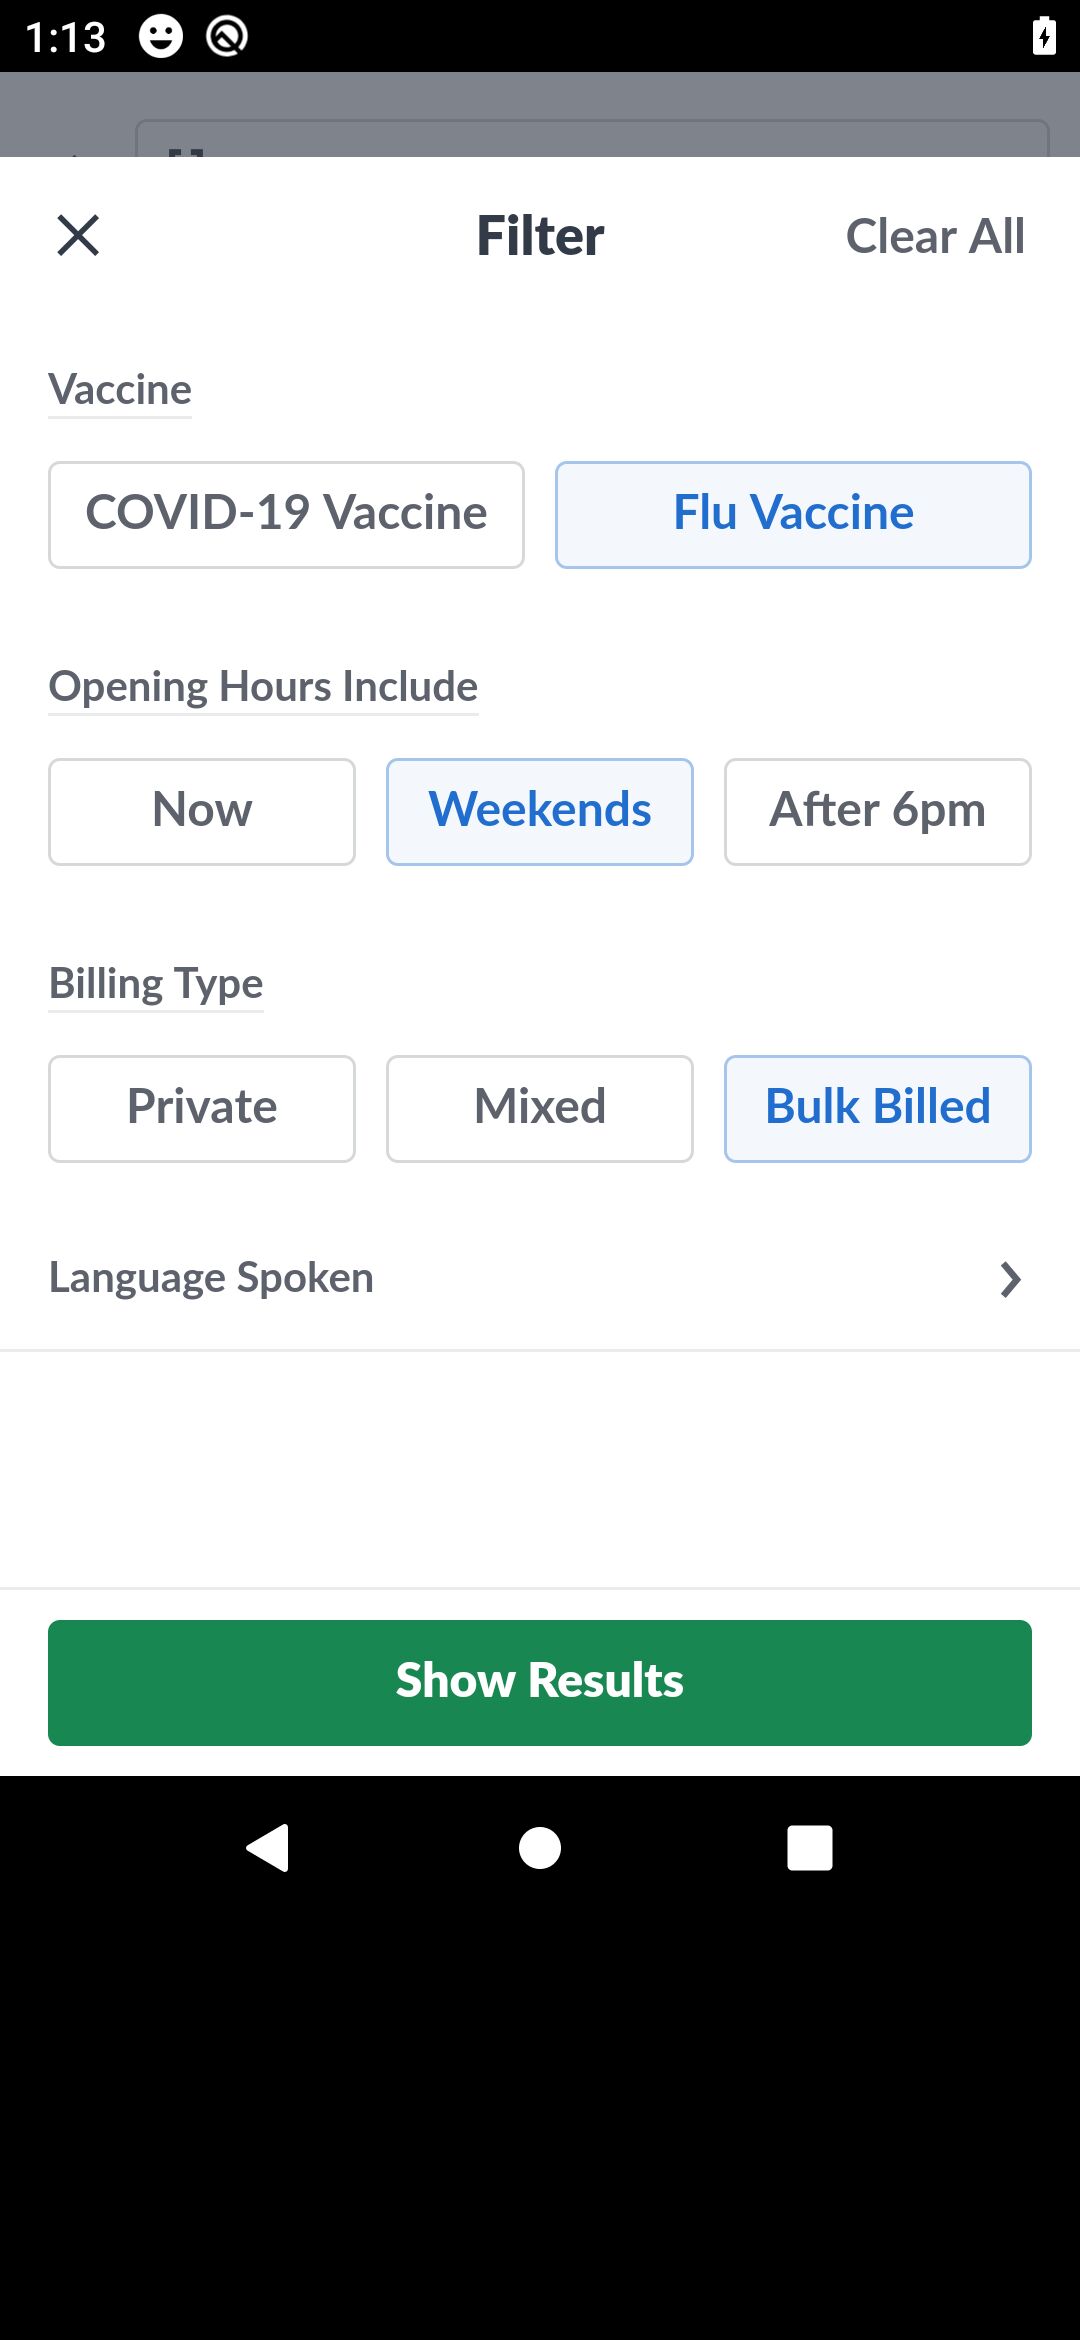 1:13
Filter
Clear All
Vaccine
COVID-19 Vaccine
Flu Vaccine
Opening Hours Include
Now
Weekends
After 6pm
Billing Type
Private
Mixed
Bulk Billed
Language Spoken
Show Results